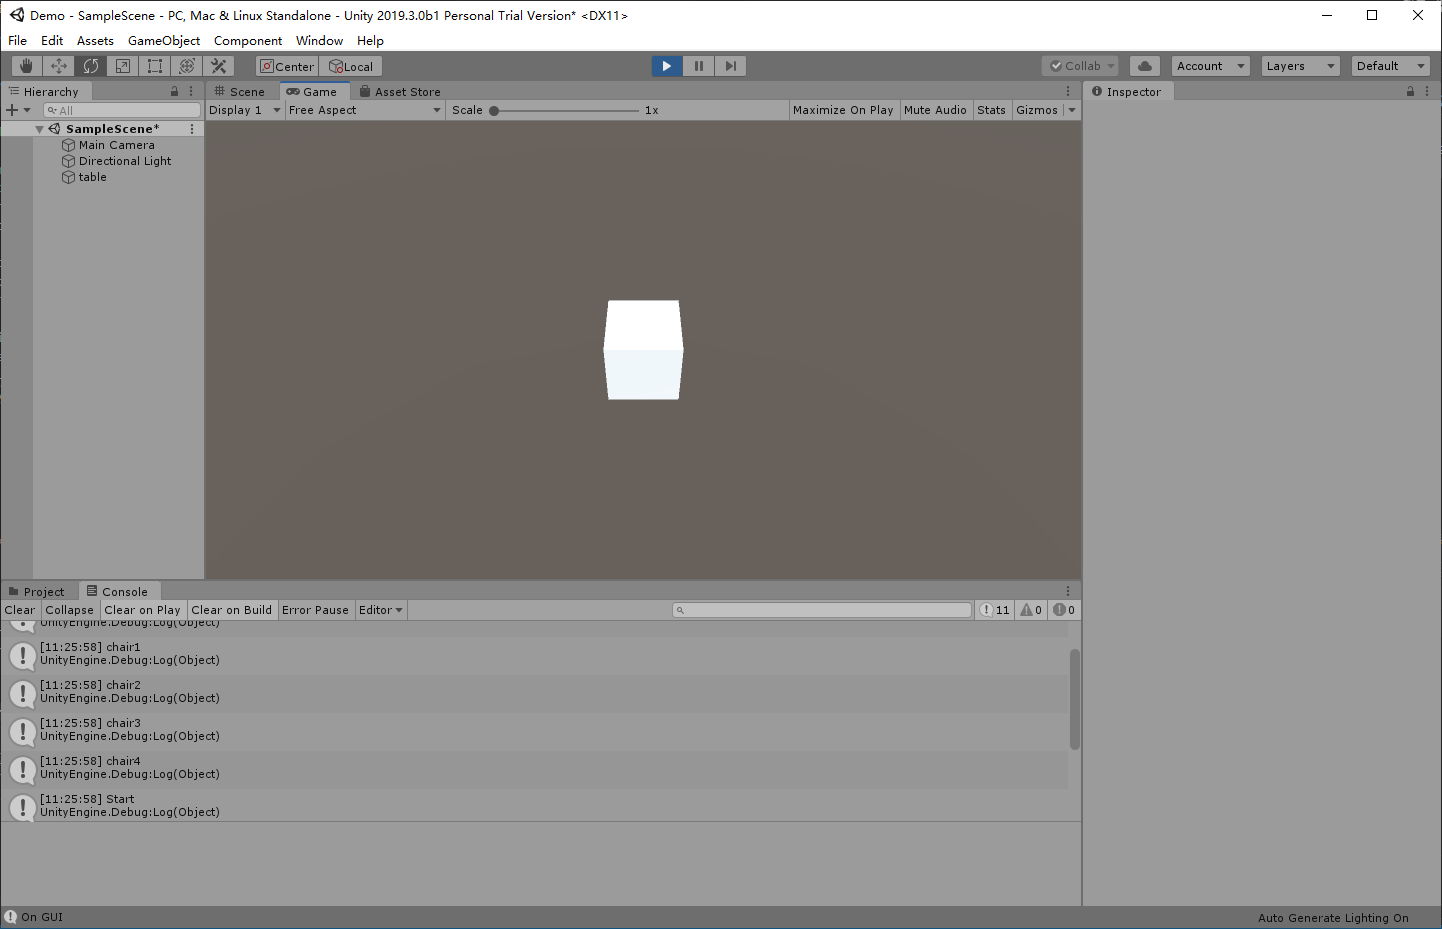 Demo - SampleScene - PC, Mac & Linux Standalone - Unity 2019.3.0b1 Personal Trial Version* <DX11>
File Edit Assets GameObject Component Window Help
Center Local Collab Account Layers Default
Hierarchy Scene Game Asset Store Inspector
All Display 1 Free Aspect Scale 1x Maximize On Play Mute Audio Stats Gizmos
SampleScene*
Main Camera
Directional Light
table
Project Console
Clear Collapse Clear on Play Clear on Build Error Pause Editor 11 0 0
UnityEngine.Debug:Log(Object)
[11:25:58] chair1
UnityEngine.Debug:Log(Object)
[11:25:58] chair2
UnityEngine.Debug:Log(Object)
[11:25:58] chair3
UnityEngine.Debug:Log(Object)
[11:25:58] chair4
UnityEngine.Debug:Log(Object)
[11:25:58] Start
UnityEngine.Debug:Log(Object)
On GUI Auto Generate Lighting On